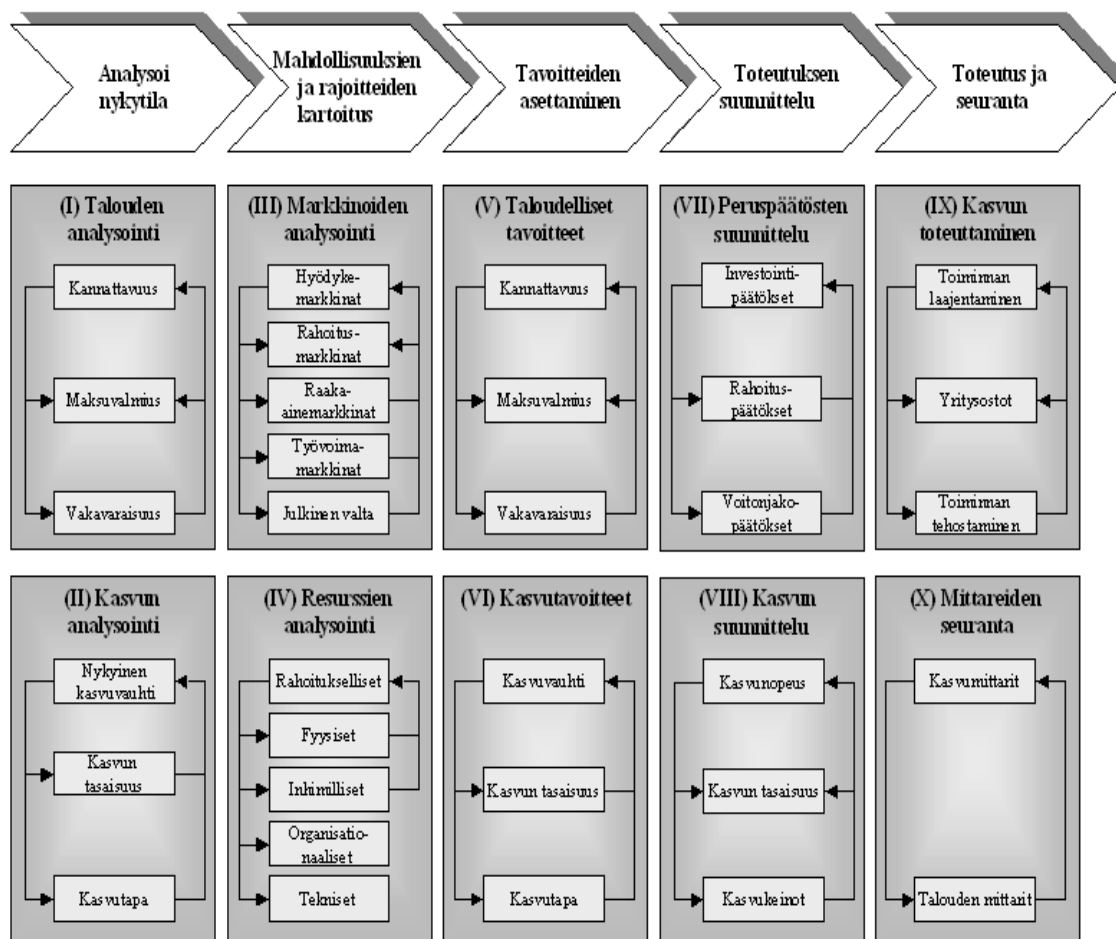 Analysoi
nykytila
Mahdollisuuksien
ja rajoitteiden
kartoitus
Tavoitteiden
asettaminen
Toteutuksen
suunnittelu
Toteutus ja
seuranta
(I) Talouden
analysointi
Kannattavuus
Maksuvalmius
Vakavaraisuus
(III) Markkinoiden
analysointi
Hyödyke-
markkinat
Rahoitus-
markkinat
Raaka-
ainemarkkinat
Työvoima-
markkinat
Julkinen valta
(V) Taloudelliset
tavoitteet
Kannattavuus
Maksuvalmius
Vakavaraisuus
(VII) Peruspäätösten
suunnittelu
Investointi-
päätökset
Rahoitus-
päätökset
Voitonjako-
päätökset
(IX) Kasvun
toteuttaminen
Toiminnan
laajentaminen
Yritysostot
Toiminnan
tehostaminen
(II) Kasvun
analysointi
Nykyinen
kasvuvauhti
Kasvun
tasaisuus
Kasvutapa
(IV) Resurssien
analysointi
Rahoitukselliset
Fyysiset
Inhimilliset
Organisatio-
naaliset
Tekniset
(VI) Kasvutavoitteet
Kasvuvauhti
Kasvun tasaisuus
Kasvutapa
(VIII) Kasvun
suunnittelu
Kasvunopeus
Kasvun tasaisuus
Kasvukeinot
(X) Mittareiden
seuranta
Kasvumittarit
Talouden mittarit